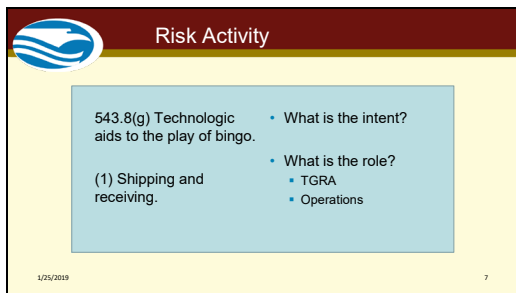 Risk Activity
543.8(g) Technologic
aids to the play of bingo.
(1) Shipping and
receiving.
• What is the intent?
• What is the role?
▪ TGRA
▪ Operations
1/25/2019
7